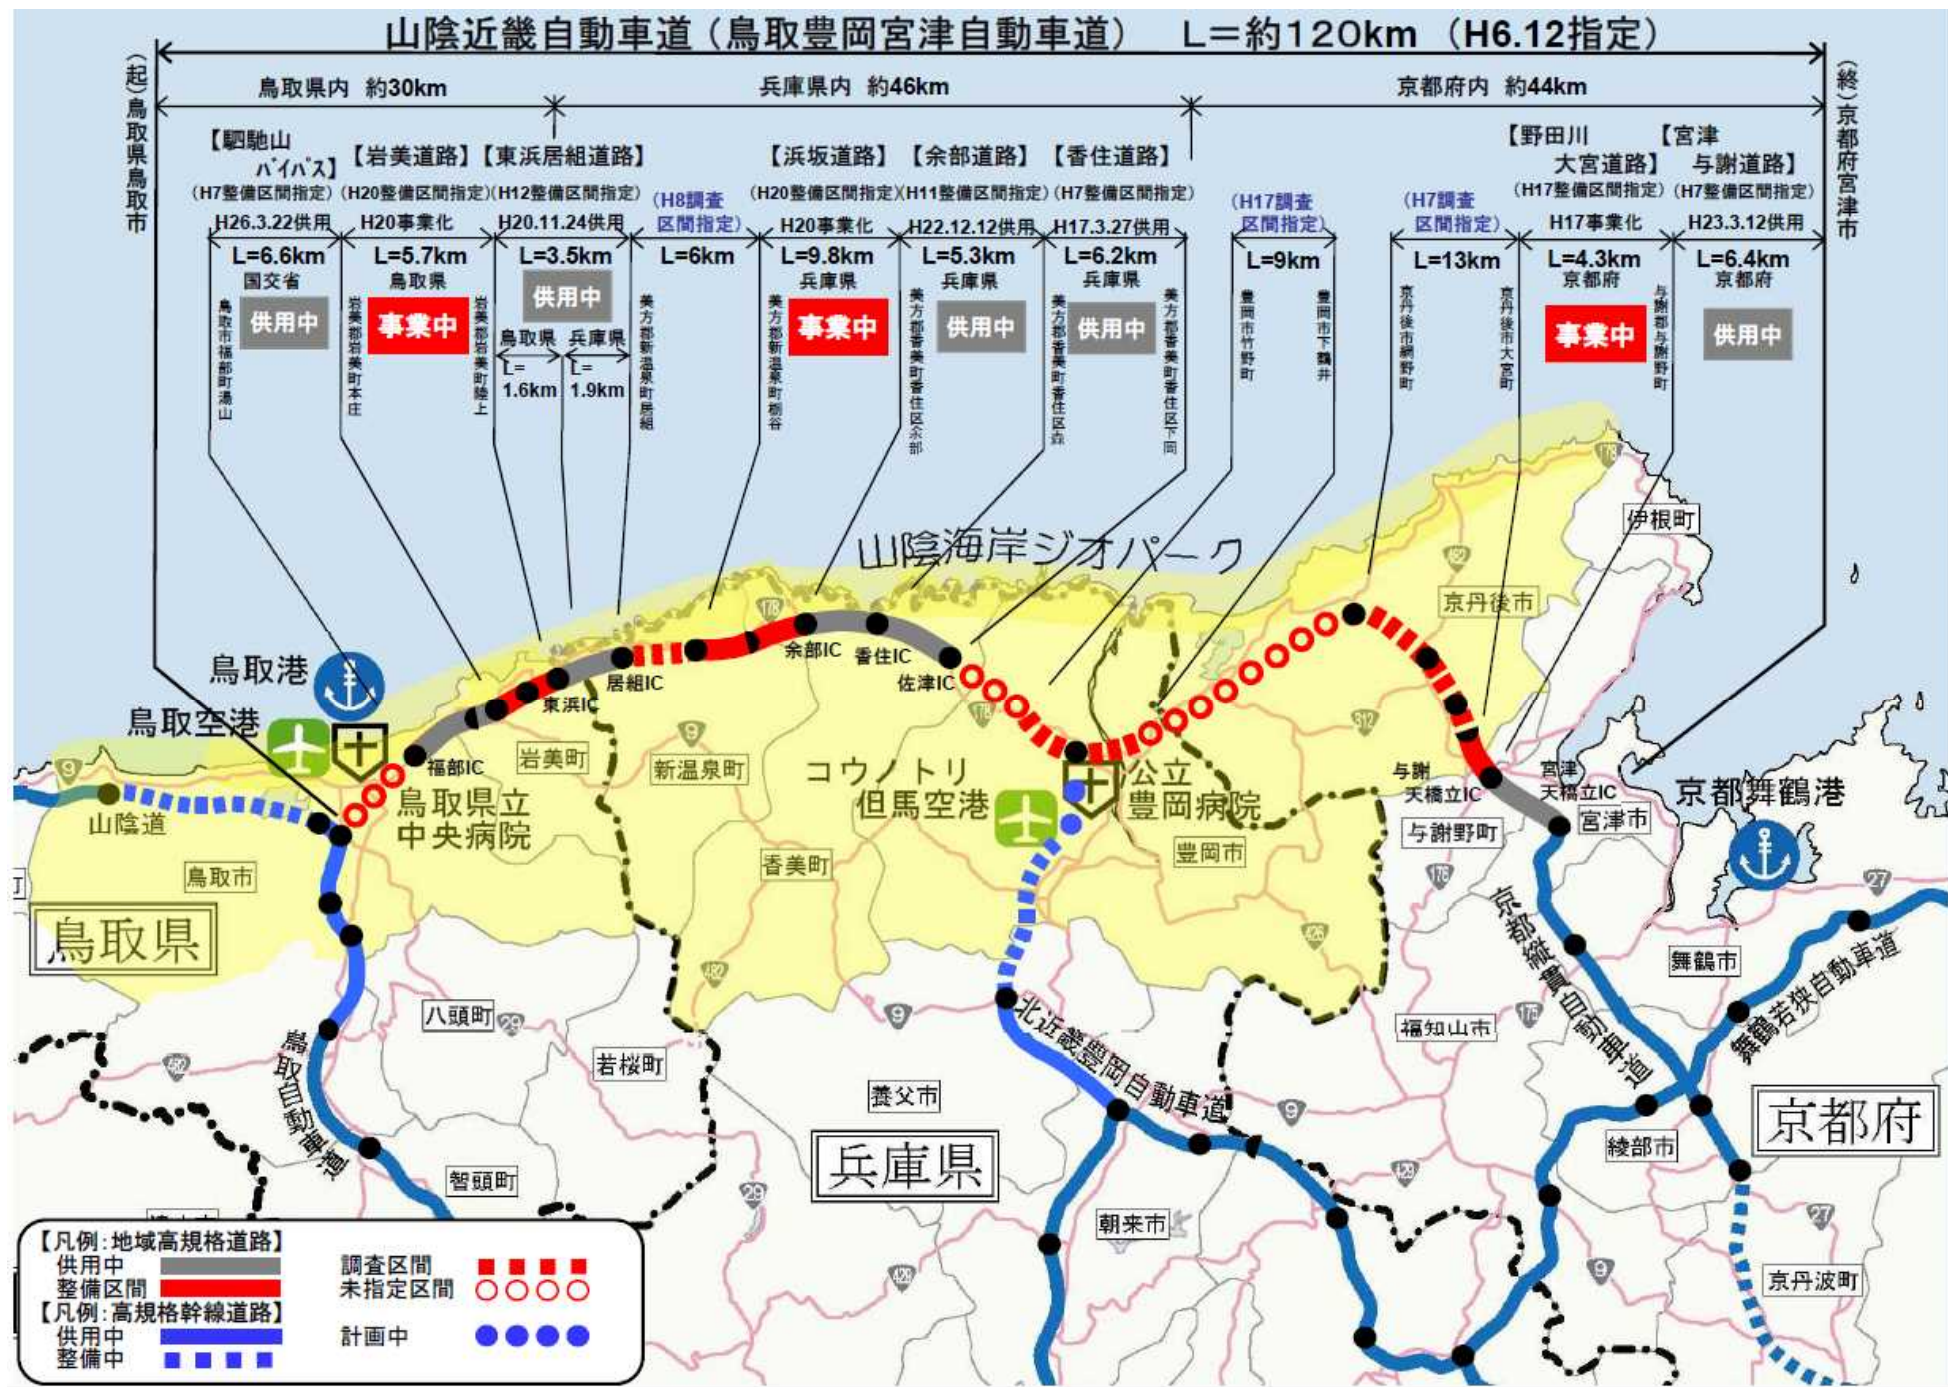 山陰近畿自動車道（鳥取豊岡宮津自動車道）　L＝約120km（H6.12指定）
（起）鳥取県鳥取市
鳥取県内 約30km
兵庫県内 約46km
京都府内 約44km
（終）京都府宮津市
【駟馳山
バイパス】
（H7整備区間指定）
H26.3.22供用
L=6.6km
国交省
供用中
【岩美道路】
（H20整備区間指定）
H20事業化
L=5.7km
鳥取県
事業中
【東浜居組道路】
（H12整備区間指定）
H20.11.24供用
L=3.5km
供用中
鳥取県
L=
1.6km
兵庫県
L=
1.9km
（H8調査
区間指定）
L=6km
【浜坂道路】
（H20整備区間指定）
H20事業化
L=9.8km
兵庫県
事業中
【余部道路】
（H11整備区間指定）
H22.12.12供用
L=5.3km
兵庫県
供用中
【香住道路】
（H7整備区間指定）
H17.3.27供用
L=6.2km
兵庫県
供用中
（H17調査
区間指定）
L=9km
（H7調査
区間指定）
L=13km
【野田川
大宮道路】
（H17整備区間指定）
H17事業化
L=4.3km
京都府
事業中
【宮津
与謝道路】
（H7整備区間指定）
H23.3.12供用
L=6.4km
京都府
供用中
鳥取市福部町湯山
岩美郡岩美町本庄
岩美郡岩美町陸上
美方郡新温泉町居組
美方郡新温泉町栃谷
美方郡香美町香住区余部
美方郡香美町香住区森
美方郡香美町香住区下岡
豊岡市竹野町
豊岡市下鶴井
京丹後市網野町
京丹後市大宮町
与謝郡与謝野町
山陰海岸ジオパーク
178
伊根町
482
京丹後市
178
鳥取港
鳥取空港
余部IC
香住IC
佐津IC
居組IC
東浜IC
福部IC
9
山陰道
鳥取県立
中央病院
岩美町
9
新温泉町
178
コウノトリ
但馬空港
公立
豊岡病院
312
与謝
天橋立IC
宮津
天橋立IC
京都舞鶴港
宮津市
与謝野町
鳥取市
香美町
豊岡市
176
27
鳥取県
482
426
京都縦貫自動車道
舞鶴市
舞鶴若狭自動車道
八頭町
29
9
北近畿豊岡自動車道
福知山市
175
鳥取自動車道
482
若桜町
養父市
9
京都府
兵庫県
綾部市
智頭町
29
429
朝来市
27
429
9
京丹波町
【凡例：地域高規格道路】
供用中
調査区間
整備区間
未指定区間
【凡例：高規格幹線道路】
供用中
計画中
整備中